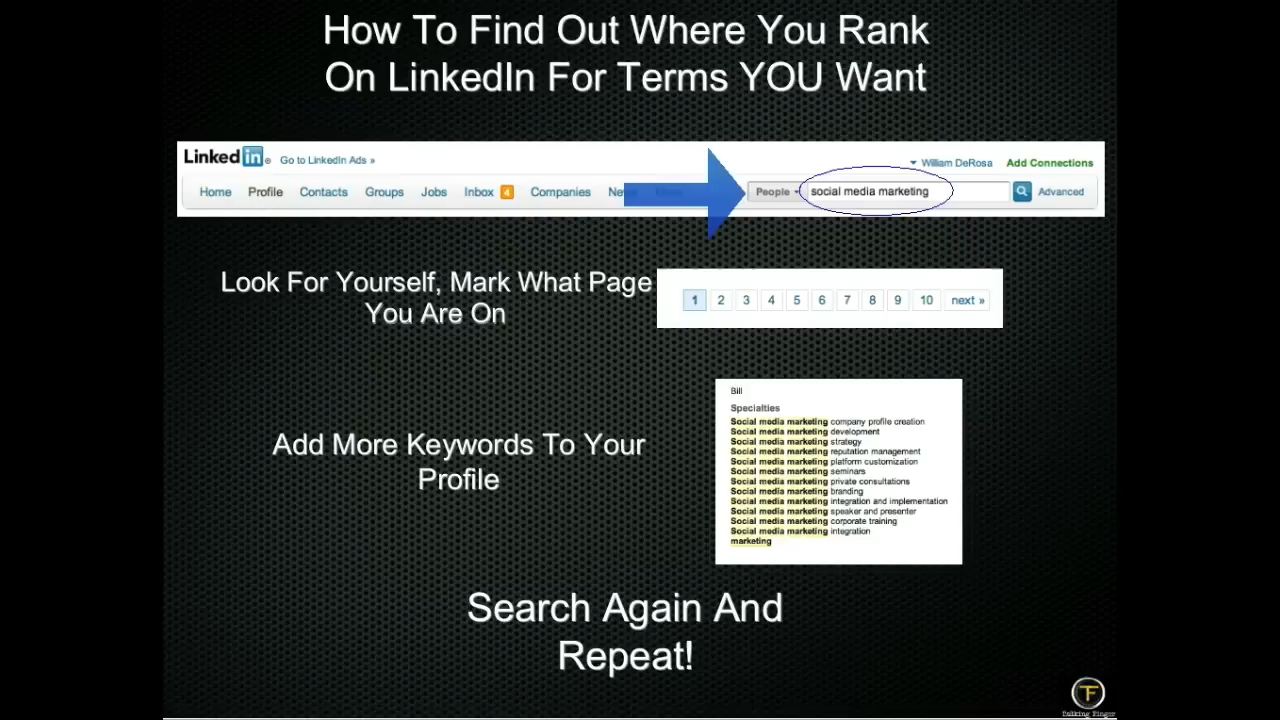 How To Find Out Where You Rank
On LinkedIn For Terms YOU Want
Linked in® Go to LinkedIn Ads »
William DeRosa Add Connections
Home Profile Contacts Groups Jobs Inbox 4 Companies People social media marketing Advanced
Look For Yourself, Mark What Page
You Are On
1 2 3 4 5 6 7 8 9 10 next »
Bill
Specialties
Social media marketing company profile creation
Social media marketing development
Social media marketing strategy
Social media marketing reputation management
Social media marketing platform customization
Social media marketing seminars
Social media marketing private consultations
Social media marketing branding
Social media marketing integration and implementation
Social media marketing speaker and presenter
Social media marketing corporate training
Social media marketing integration
marketing
Add More Keywords To Your
Profile
Search Again And
Repeat!
TF
Talking Finger